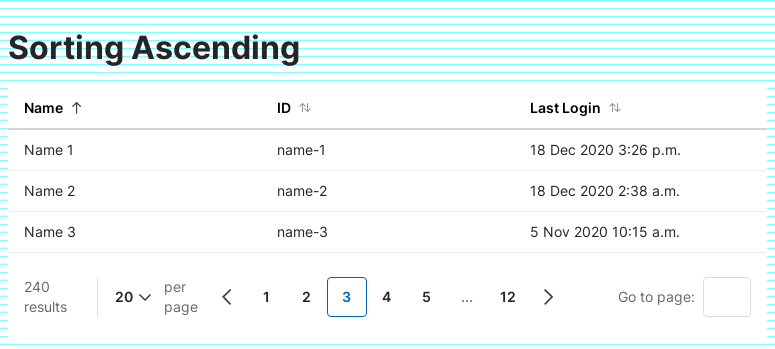 Sorting Ascending
Name ID Last Login
Name 1 name-1 18 Dec 2020 3:26 p.m.
Name 2 name-2 18 Dec 2020 2:38 a.m.
Name 3 name-3 5 Nov 2020 10:15 a.m.
240 results 20 per page 1 2 3 4 5 ... 12 Go to page: